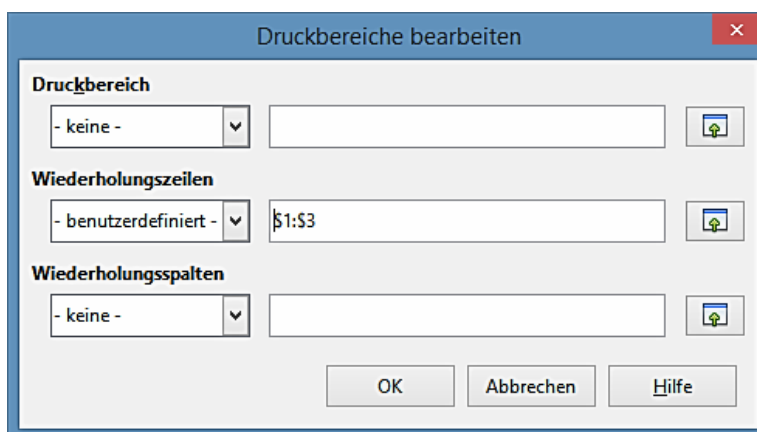 Druckbereiche bearbeiten
Druckbereich
- keine -
Wiederholungszeilen
- benutzerdefiniert - $1:$3
Wiederholungsspalten
- keine -
OK Abbrechen Hilfe